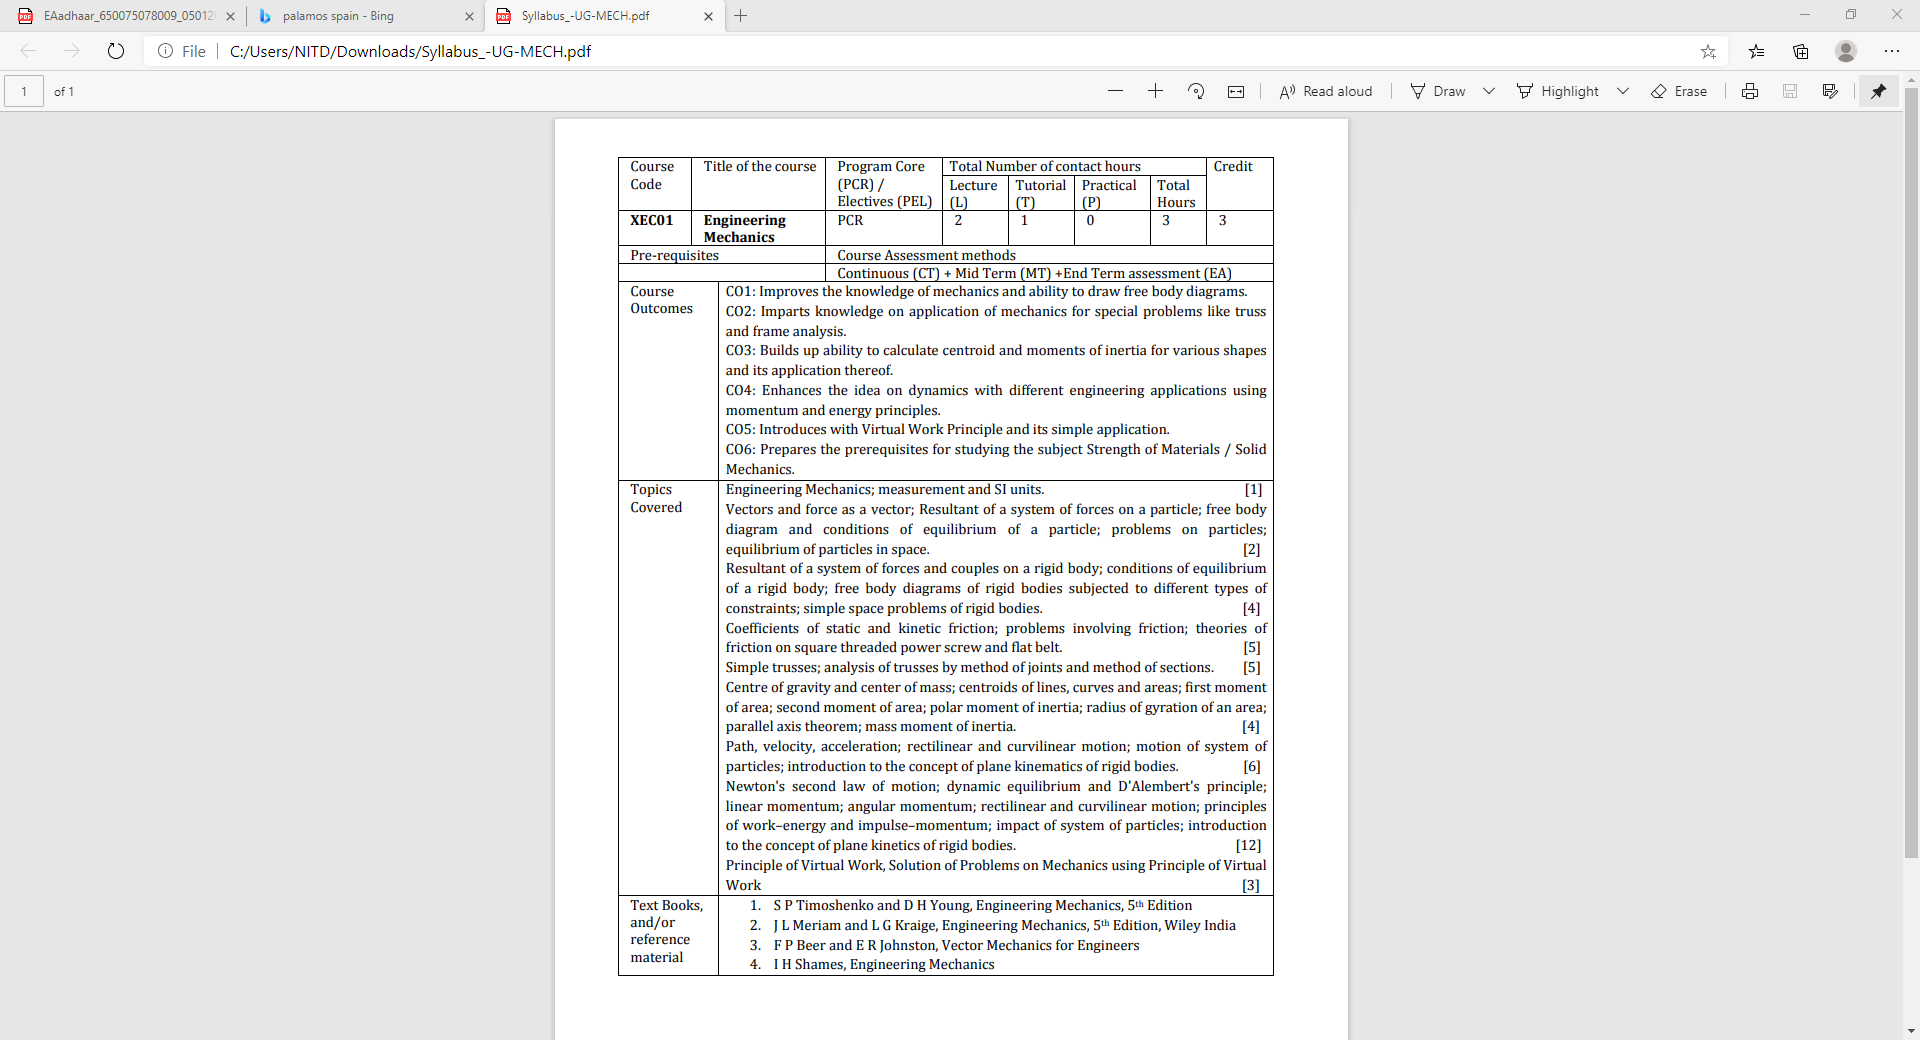 EAadhaar_650075078009_05012
palamos spain - Bing
Syllabus_-UG-MECH.pdf
File
C:/Users/NITD/Downloads/Syllabus_-UG-MECH.pdf
1 of 1
Read aloud
Draw
Highlight
Erase
Course Code
Title of the course
Program Core (PCR) / Electives (PEL)
Total Number of contact hours
Credit
Lecture (L)
Tutorial (T)
Practical (P)
Total Hours
XEC01
Engineering Mechanics
PCR
2
1
0
3
3
Pre-requisites
Course Assessment methods
Continuous (CT) + Mid Term (MT) +End Term assessment (EA)
Course
Outcomes
CO1: Improves the knowledge of mechanics and ability to draw free body diagrams.
CO2: Imparts knowledge on application of mechanics for special problems like truss
and frame analysis.
CO3: Builds up ability to calculate centroid and moments of inertia for various shapes
and its application thereof.
CO4: Enhances the idea on dynamics with different engineering applications using
momentum and energy principles.
CO5: Introduces with Virtual Work Principle and its simple application.
CO6: Prepares the prerequisites for studying the subject Strength of Materials / Solid
Mechanics.
Topics
Covered
Engineering Mechanics; measurement and SI units. [1]
Vectors and force as a vector; Resultant of a system of forces on a particle; free body
diagram and conditions of equilibrium of a particle; problems on particles;
equilibrium of particles in space. [2]
Resultant of a system of forces and couples on a rigid body; conditions of equilibrium
of a rigid body; free body diagrams of rigid bodies subjected to different types of
constraints; simple space problems of rigid bodies. [4]
Coefficients of static and kinetic friction; problems involving friction; theories of
friction on square threaded power screw and flat belt. [5]
Simple trusses; analysis of trusses by method of joints and method of sections. [5]
Centre of gravity and center of mass; centroids of lines, curves and areas; first moment
of area; second moment of area; polar moment of inertia; radius of gyration of an area;
parallel axis theorem; mass moment of inertia. [4]
Path, velocity, acceleration; rectilinear and curvilinear motion; motion of system of
particles; introduction to the concept of plane kinematics of rigid bodies. [6]
Newton's second law of motion; dynamic equilibrium and D'Alembert's principle;
linear momentum; angular momentum; rectilinear and curvilinear motion; principles
of work–energy and impulse–momentum; impact of system of particles; introduction
to the concept of plane kinetics of rigid bodies. [12]
Principle of Virtual Work, Solution of Problems on Mechanics using Principle of Virtual
Work [3]
Text Books,
and/or
reference
material
1. S P Timoshenko and D H Young, Engineering Mechanics, 5th Edition
2. J L Meriam and L G Kraige, Engineering Mechanics, 5th Edition, Wiley India
3. F P Beer and E R Johnston, Vector Mechanics for Engineers
4. I H Shames, Engineering Mechanics